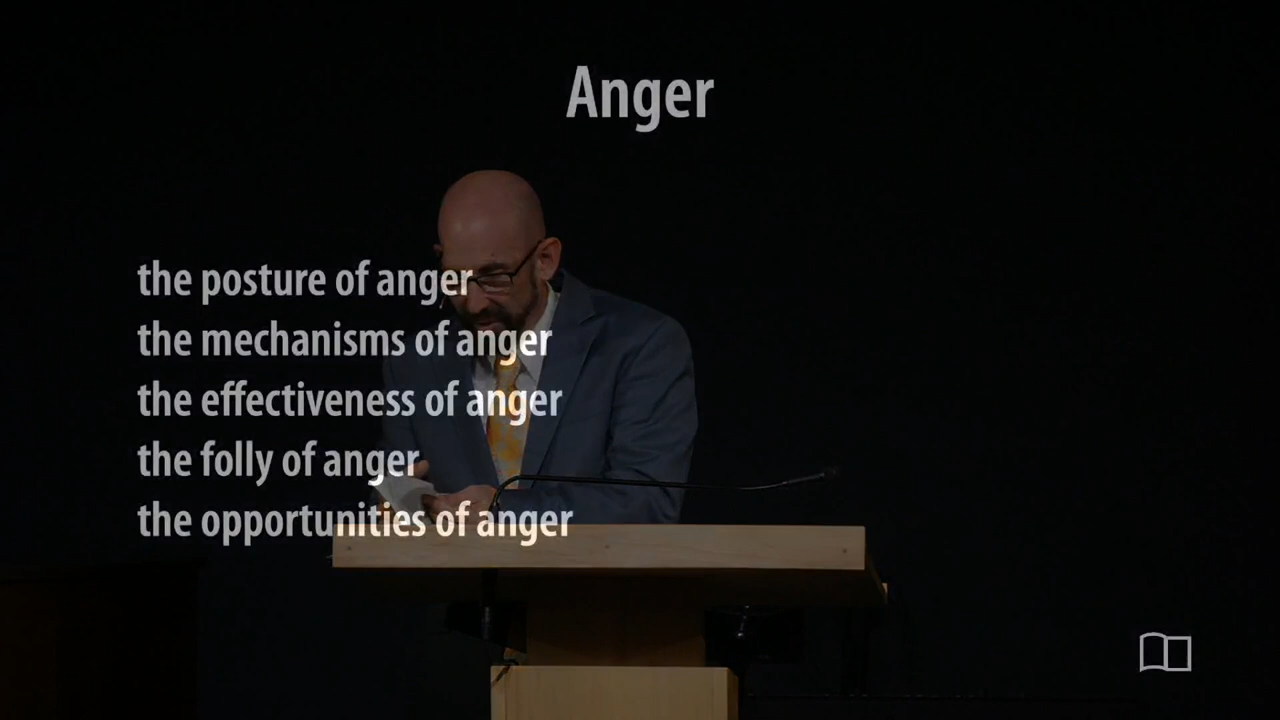 Anger
the posture of anger
the mechanisms of anger
the effectiveness of anger
the folly of anger
the opportunities of anger